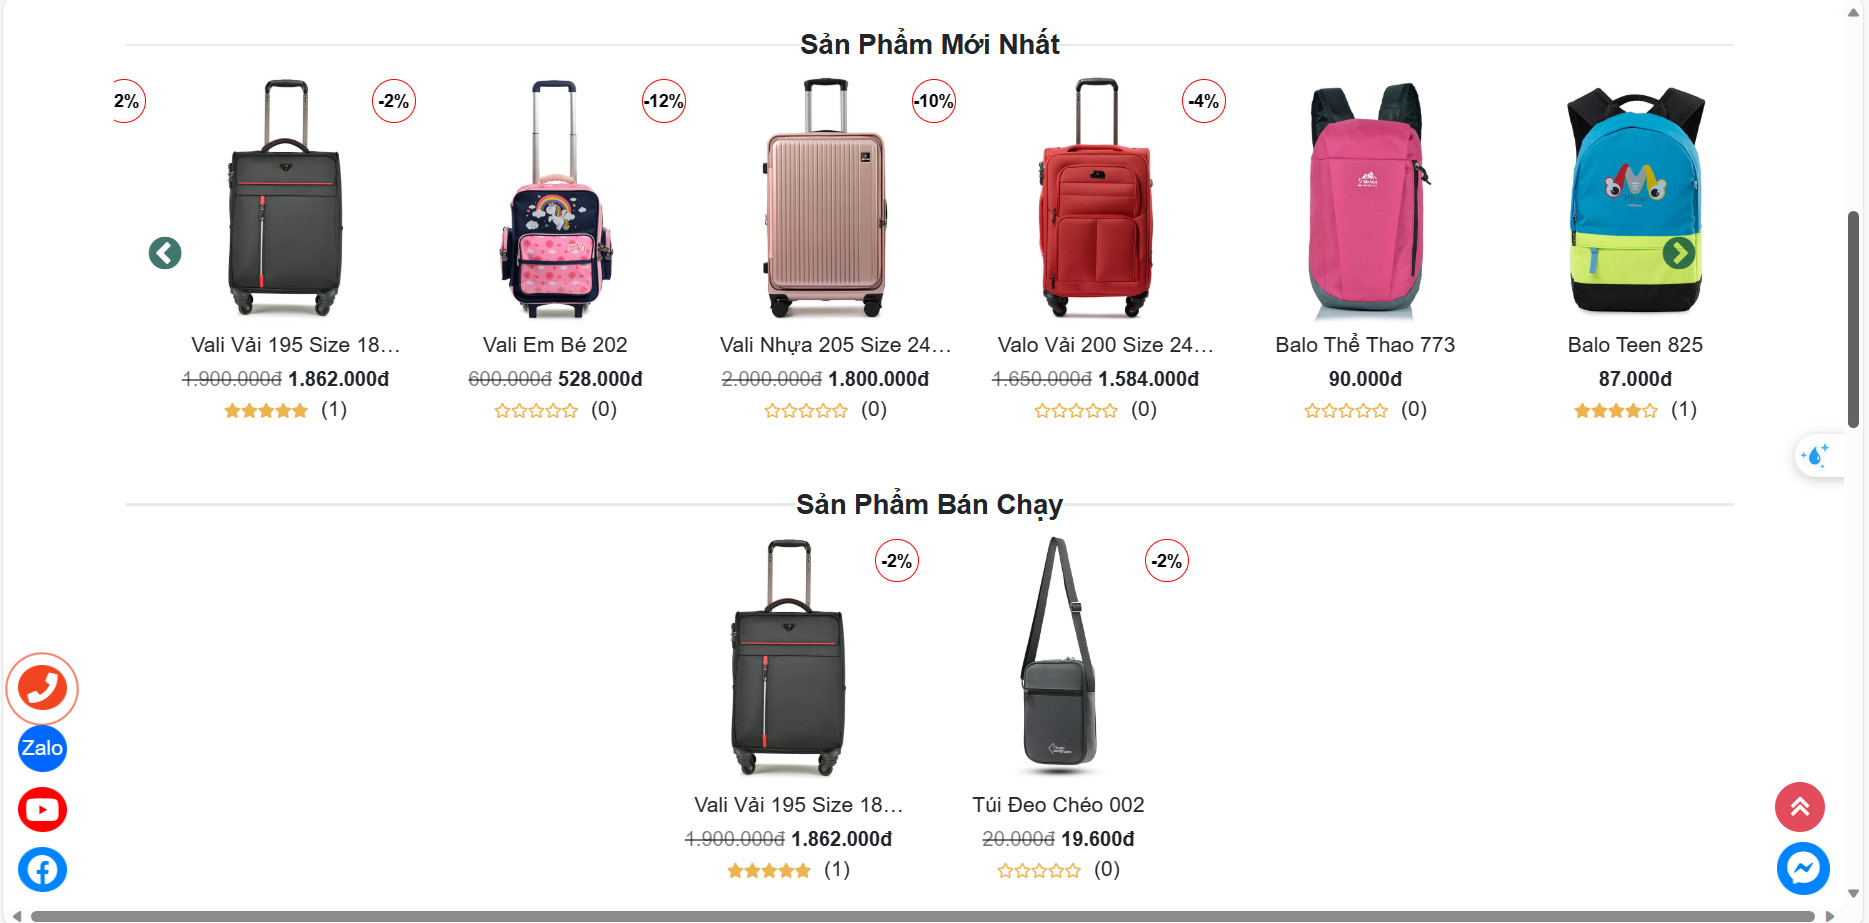 Sản Phẩm Mới Nhất
2%
-2%
-12%
-10%
-4%
Vali Vải 195 Size 18...
Vali Em Bé 202
Vali Nhựa 205 Size 24...
Valo Vải 200 Size 24...
Balo Thể Thao 773
Balo Teen 825
1.900.000đ 1.862.000đ
600.000đ 528.000đ
2.000.000đ 1.800.000đ
1.650.000đ 1.584.000đ
90.000đ
87.000đ
(1)
(0)
(0)
(0)
(0)
(1)
Sản Phẩm Bán Chạy
-2%
-2%
Vali Vải 195 Size 18...
Túi Đeo Chéo 002
1.900.000đ 1.862.000đ
20.000đ 19.600đ
(1)
(0)
Zalo